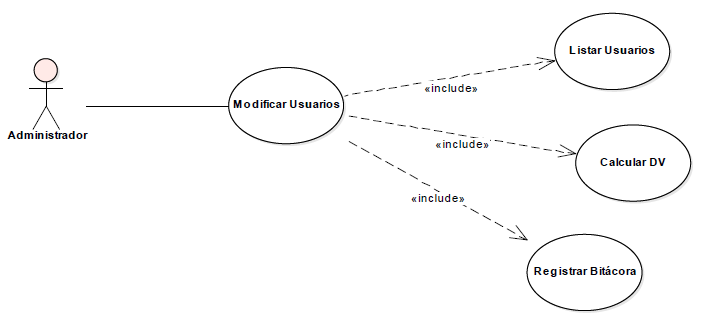 Listar Usuarios
«include»
Modificar Usuarios
Administrador
«include»
Calcular DV
«include»
Registrar Bitácora